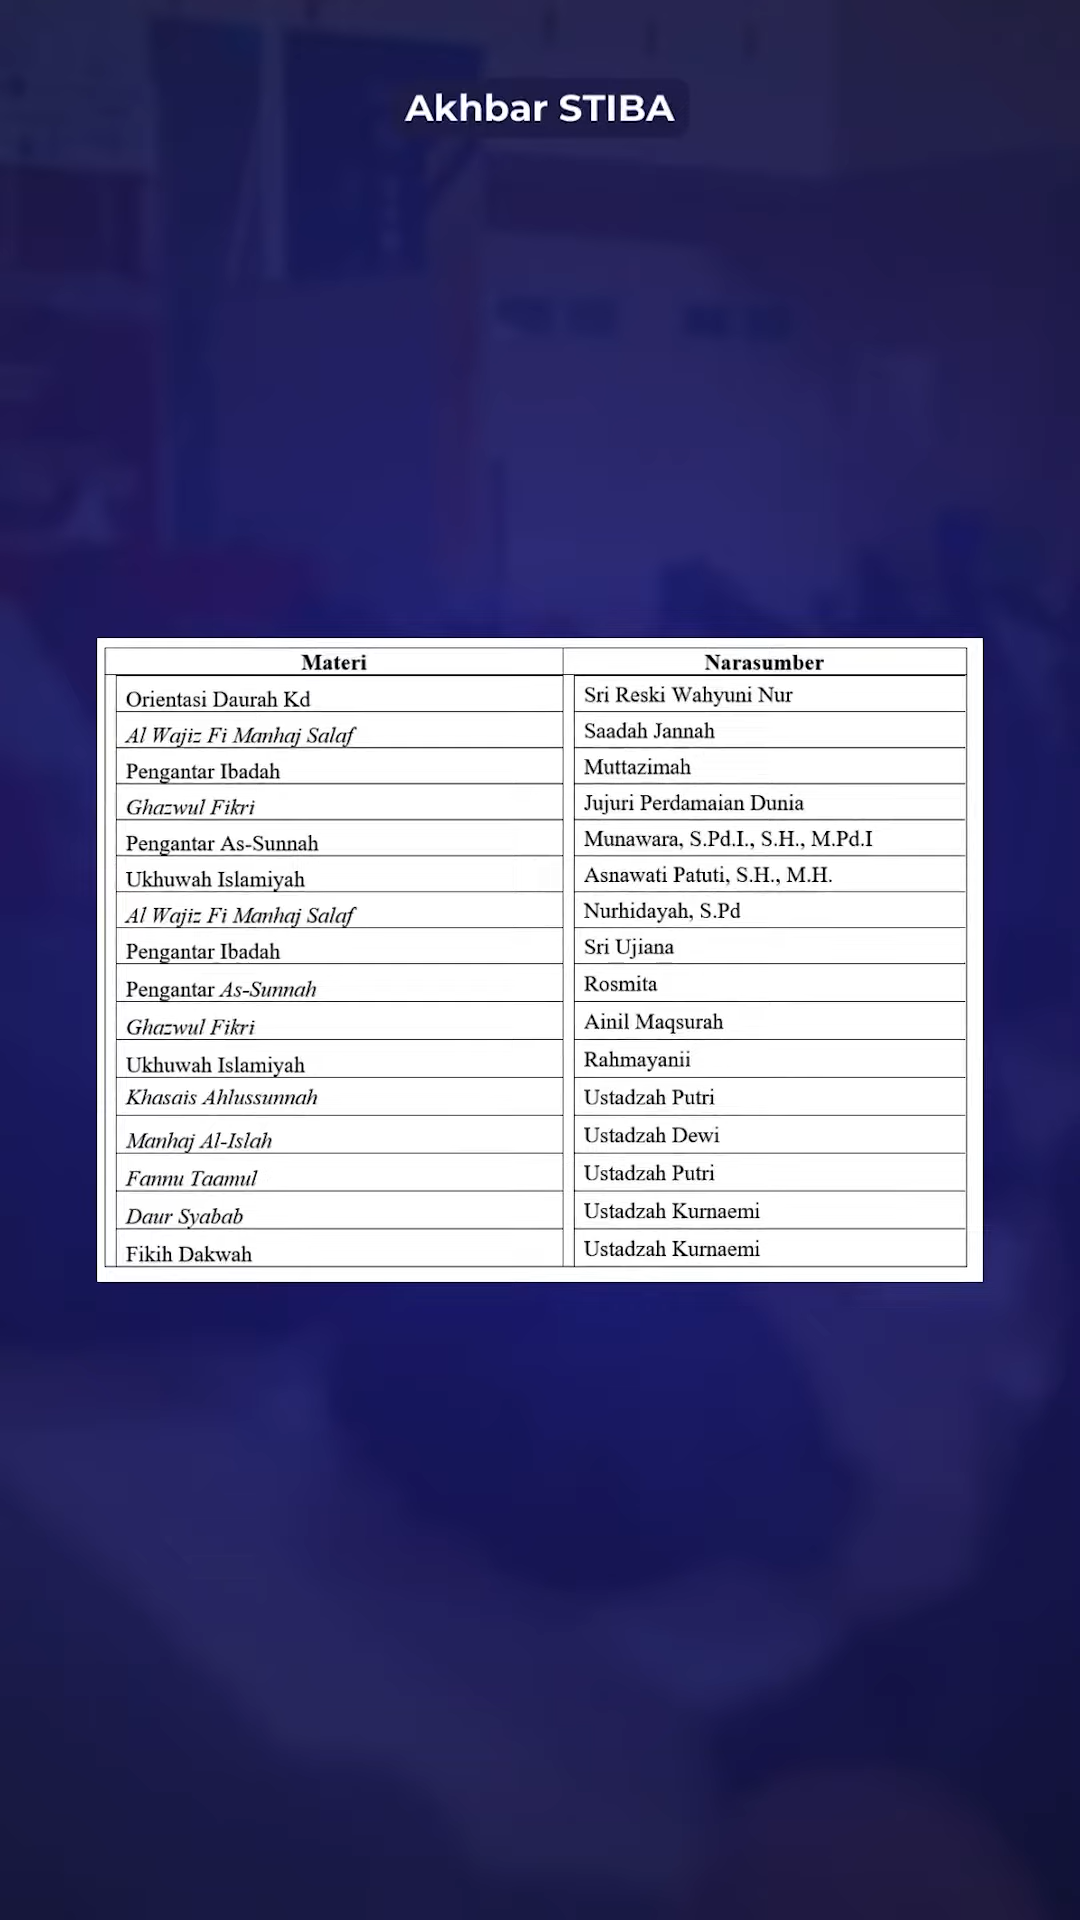 Akhbar STIBA
Materi Narasumber
Orientasi Daurah Kd Sri Reski Wahyuni Nur
Al Wajiz Fi Manhaj Salaf Saadah Jannah
Pengantar Ibadah Muttazimah
Ghazwul Fikri Jujuri Perdamaian Dunia
Pengantar As-Sunnah Munawara, S.Pd.I., S.H., M.Pd.I
Ukhuwah Islamiyah Asnawati Patuti, S.H., M.H.
Al Wajiz Fi Manhaj Salaf Nurhidayah, S.Pd
Pengantar Ibadah Sri Ujiana
Pengantar As-Sunnah Rosmita
Ghazwul Fikri Ainil Maqsurah
Ukhuwah Islamiyah Rahmayanii
Khasais Ahlussunnah Ustadzah Putri
Manhaj Al-Islah Ustadzah Dewi
Fannu Taamul Ustadzah Putri
Daur Syabab Ustadzah Kurnaemi
Fikih Dakwah Ustadzah Kurnaemi